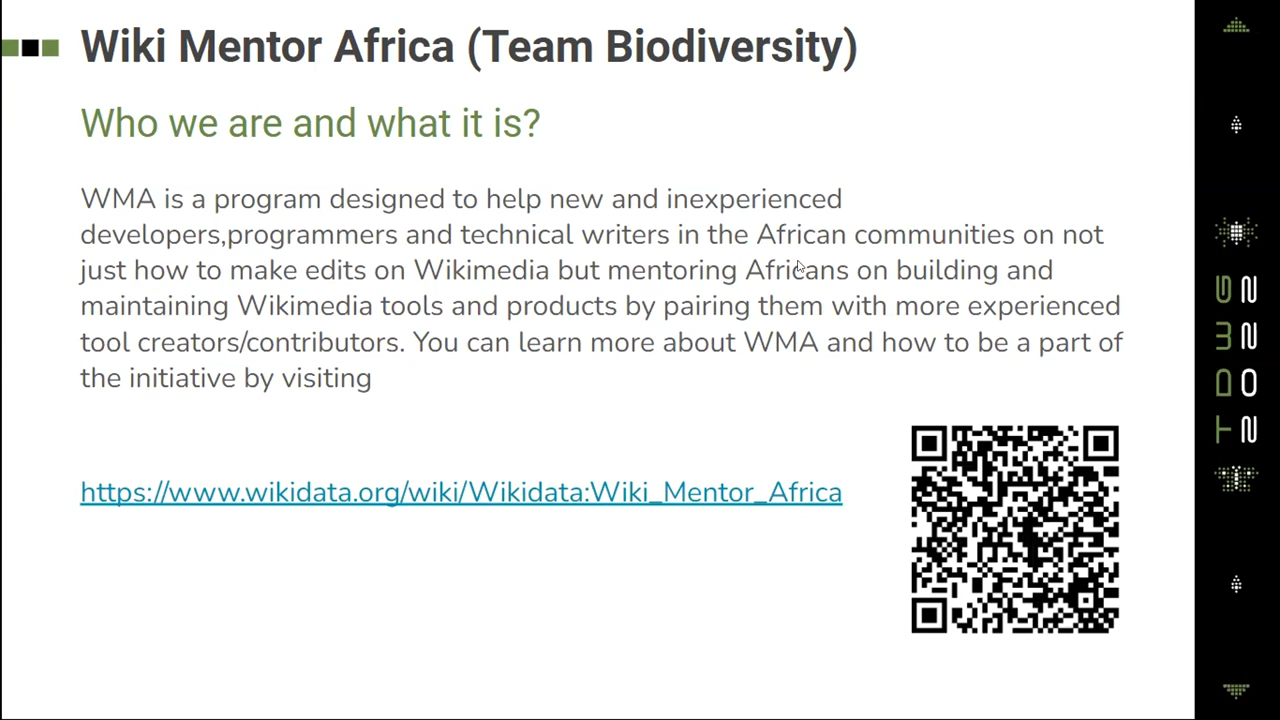 Wiki Mentor Africa (Team Biodiversity)
Who we are and what it is?
WMA is a program designed to help new and inexperienced
developers,programmers and technical writers in the African communities on not
just how to make edits on Wikimedia but mentoring Africans on building and
maintaining Wikimedia tools and products by pairing them with more experienced
tool creators/contributors. You can learn more about WMA and how to be a part of
the initiative by visiting
https://www.wikidata.org/wiki/Wikidata:Wiki_Mentor_Africa
TDWG
2022